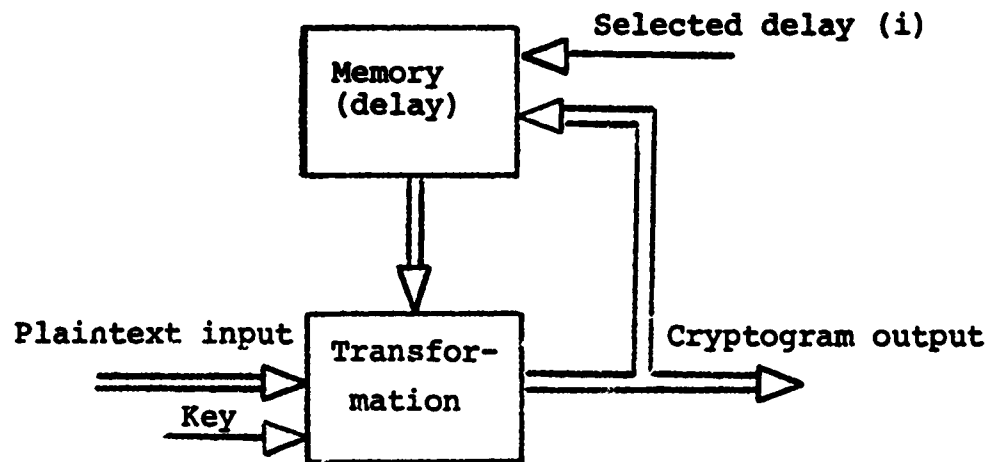 Selected delay (i)
Memory
(delay)
Plaintext input
Transfor-
mation
Cryptogram output
Key